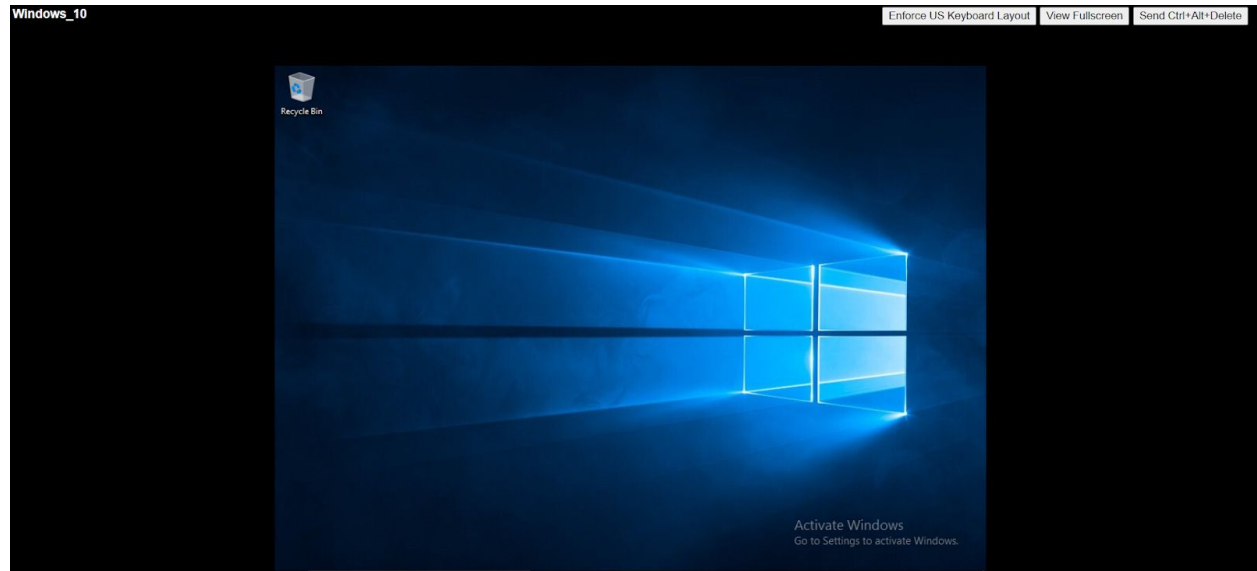 Windows_10
Enforce US Keyboard Layout
View Fullscreen
Send Ctrl+Alt+Delete
Recycle Bin
Activate Windows
Go to Settings to activate Windows.